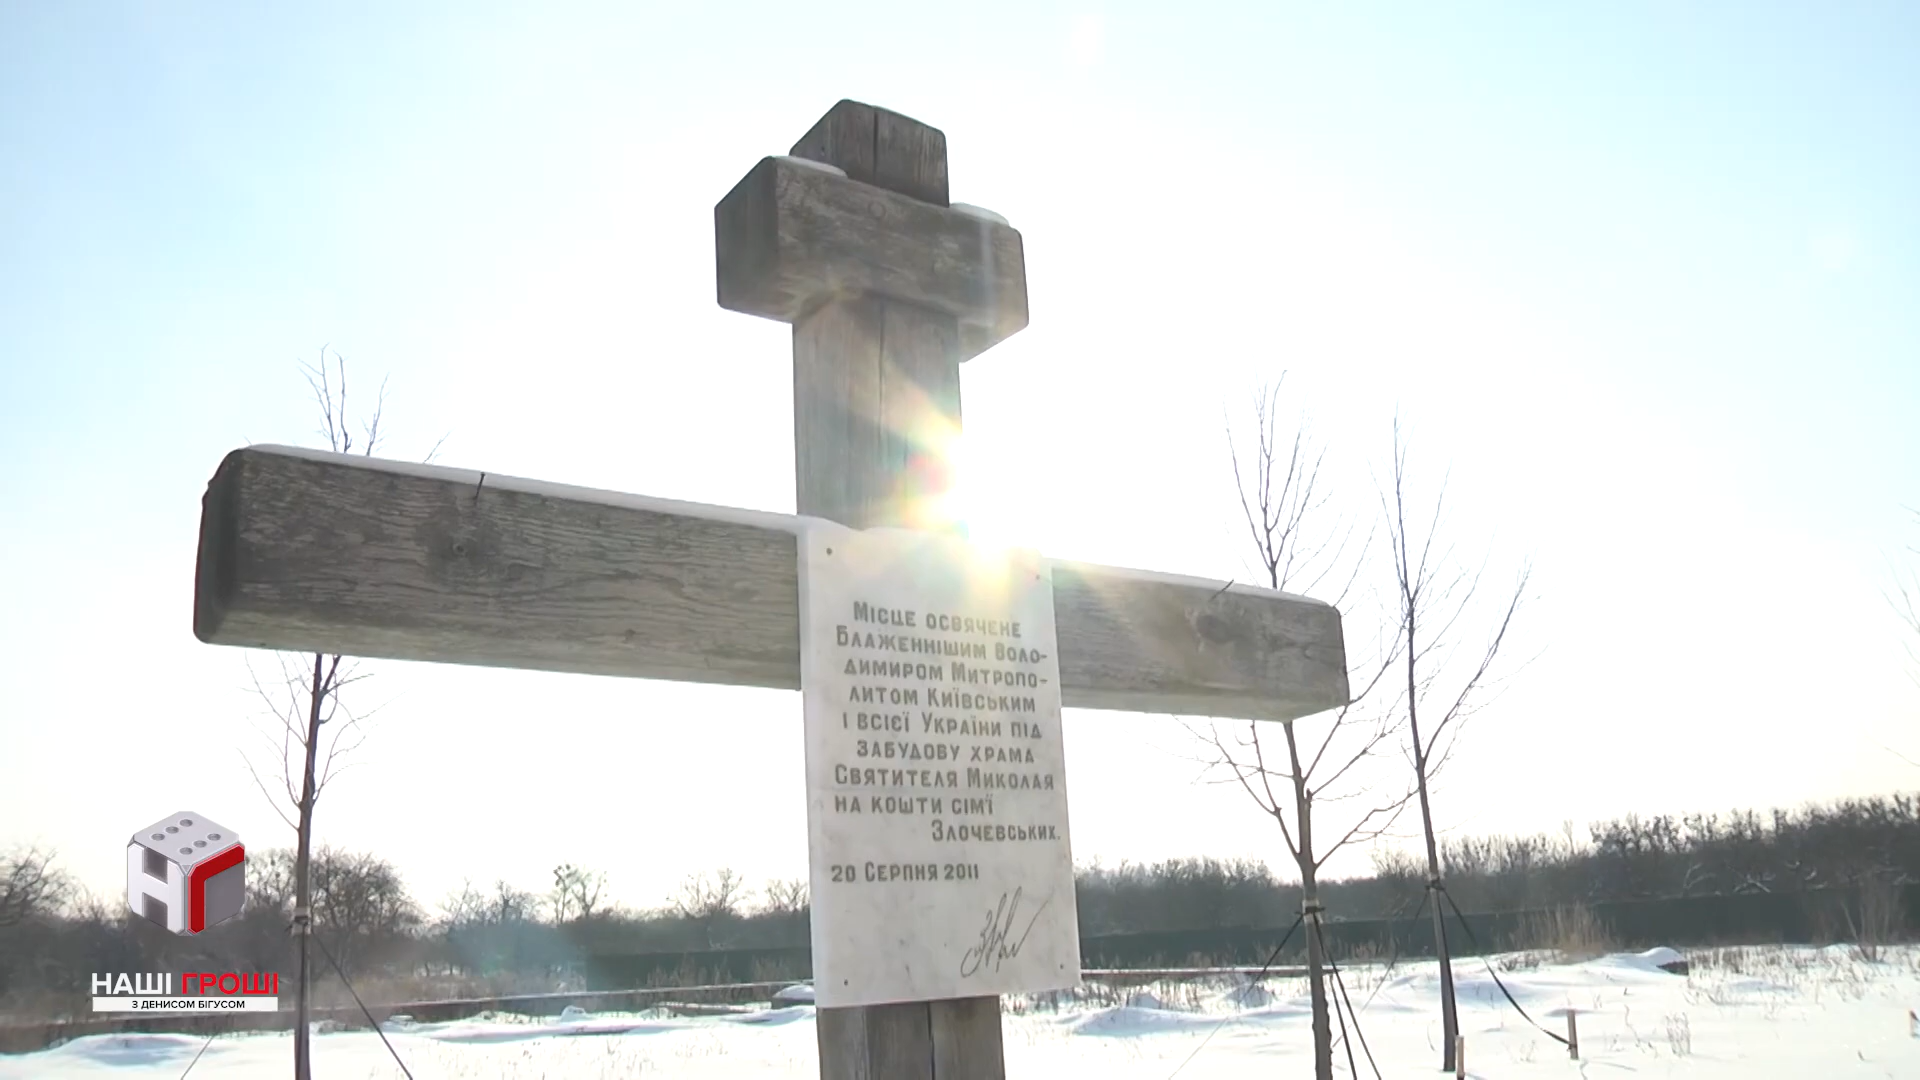 Місце освячене
Блаженнішим Воло-
димиром Митропо-
литом Київським
і всієї України під
забудову храма
Святителя Миколая
на кошти сім'ї
Злочевських.
20 Серпня 2011
НАШІ ГРОШІ
З ДЕНИСОМ БІГУСОМ